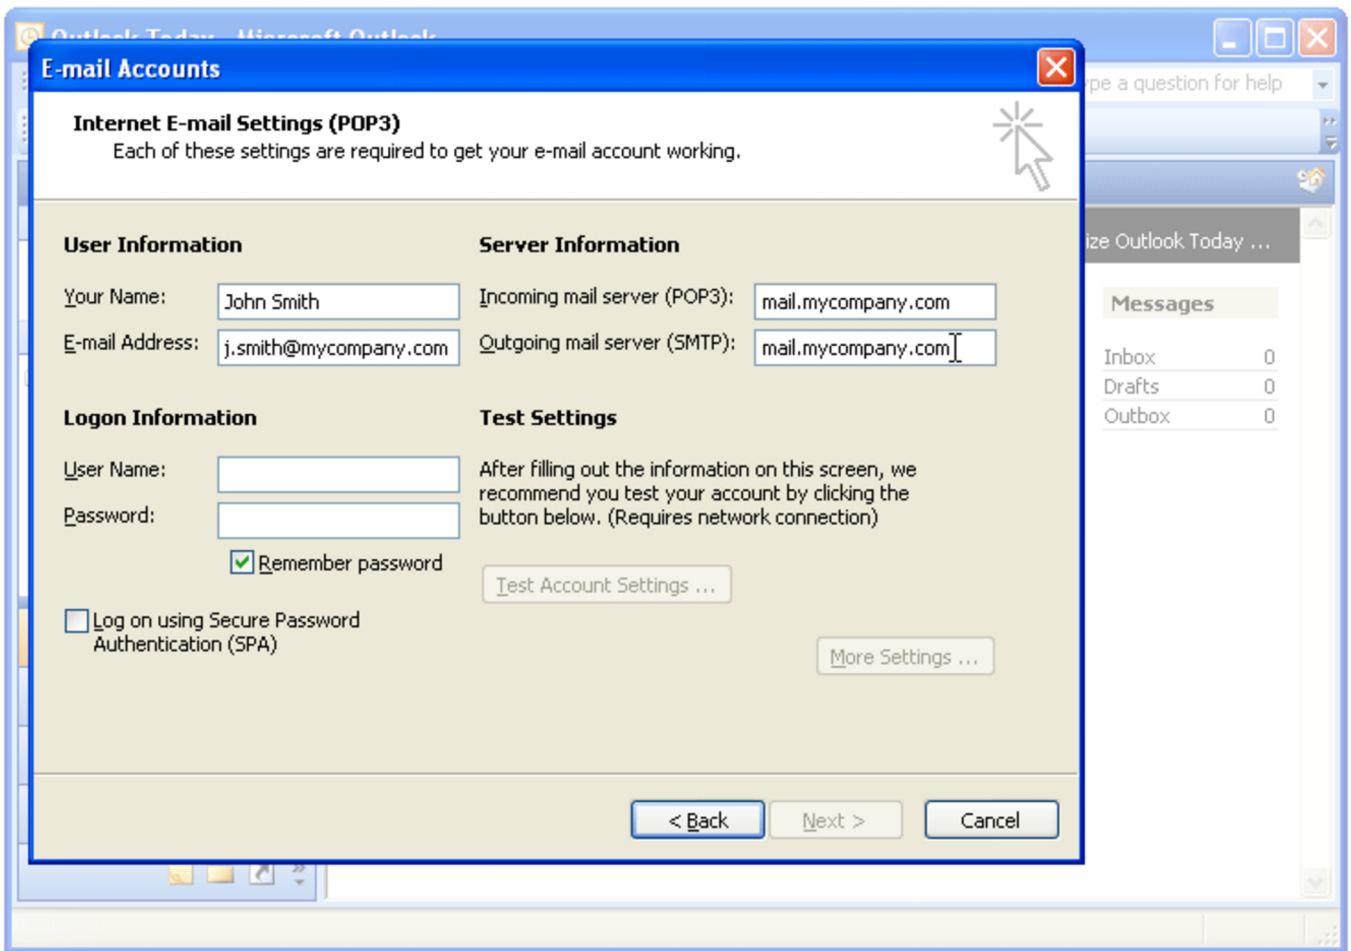 Outlook Today - Microsoft Outlook
E-mail Accounts
pe a question for help
Internet E-mail Settings (POP3)
Each of these settings are required to get your e-mail account working.
ize Outlook Today ...
User Information
Your Name:
John Smith
E-mail Address:
j.smith@mycompany.com
Server Information
Incoming mail server (POP3):
mail.mycompany.com
Outgoing mail server (SMTP):
mail.mycompany.com
Logon Information
User Name:
Password:
Remember password
Log on using Secure Password
Authentication (SPA)
Test Settings
After filling out the information on this screen, we
recommend you test your account by clicking the
button below. (Requires network connection)
Test Account Settings ...
More Settings ...
< Back
Next >
Cancel
Messages
Inbox 0
Drafts 0
Outbox 0